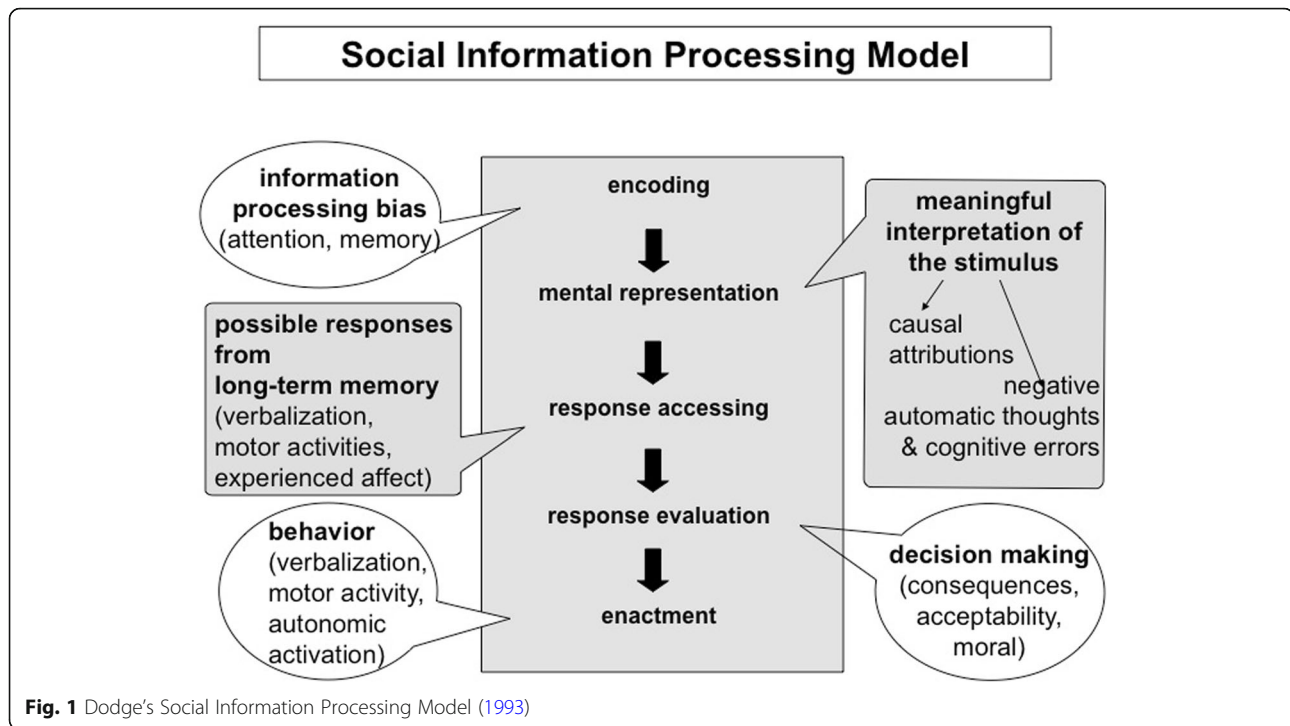 Social Information Processing Model
information
processing bias
(attention, memory)
encoding
mental representation
response accessing
response evaluation
enactment
meaningful
interpretation of
the stimulus
causal
attributions
negative
automatic thoughts
& cognitive errors
possible responses
from
long-term memory
(verbalization,
motor activities,
experienced affect)
behavior
(verbalization,
motor activity,
autonomic
activation)
decision making
(consequences,
acceptability,
moral)
Fig. 1 Dodge's Social Information Processing Model (1993)